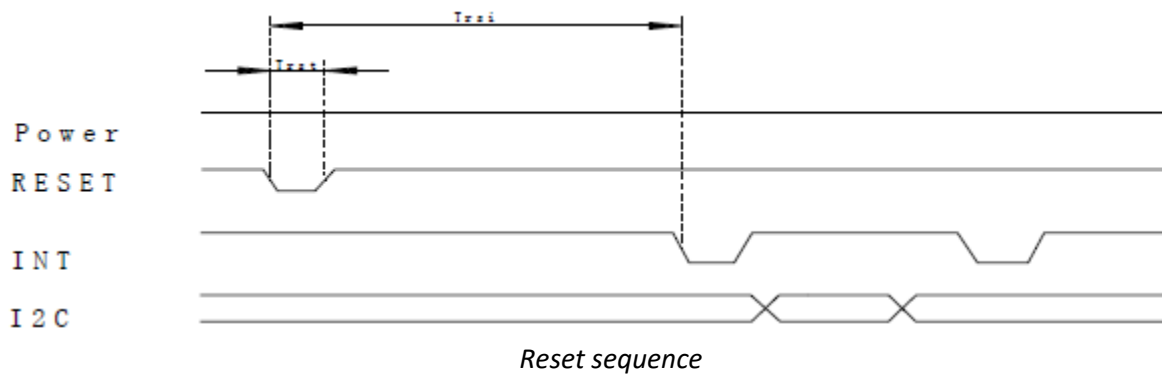 Trsi
Trst
Power
RESET
INT
I2C
Reset sequence